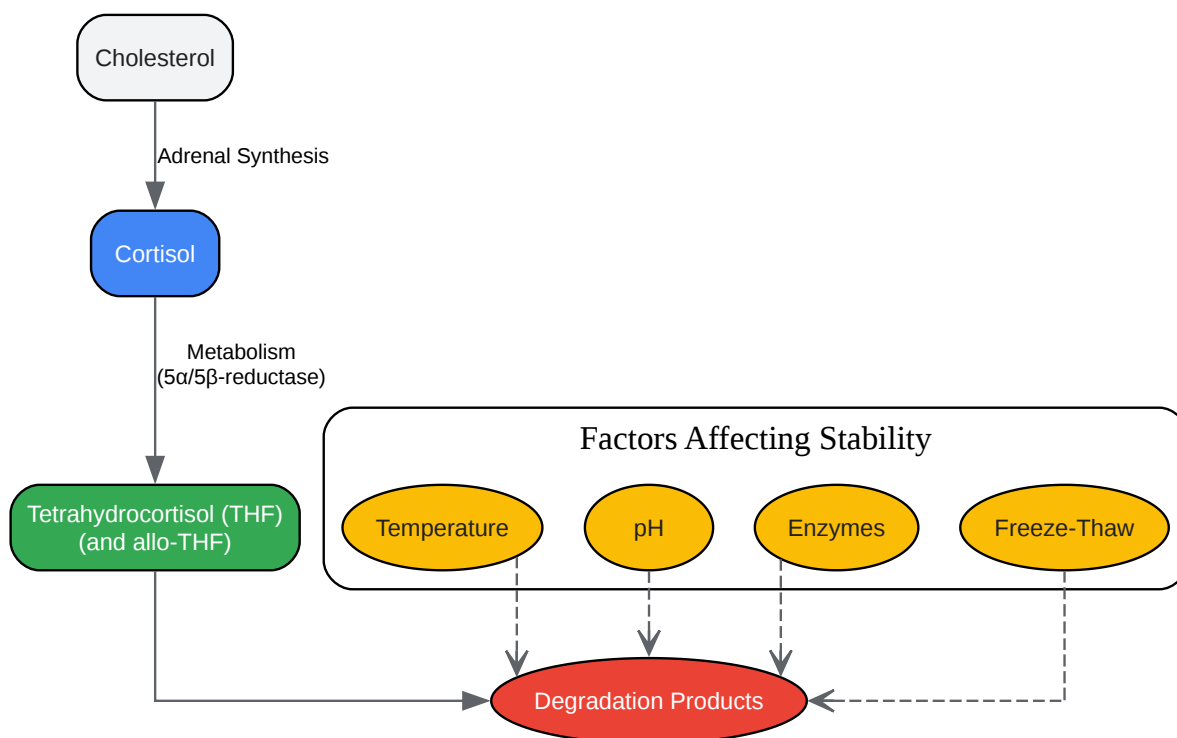 Cholesterol
Adrenal Synthesis
Cortisol
Metabolism
(5α/5β-reductase)
Factors Affecting Stability
Tetrahydrocortisol (THF)
(and allo-THF)
Temperature
pH
Enzymes
Freeze-Thaw
Degradation Products